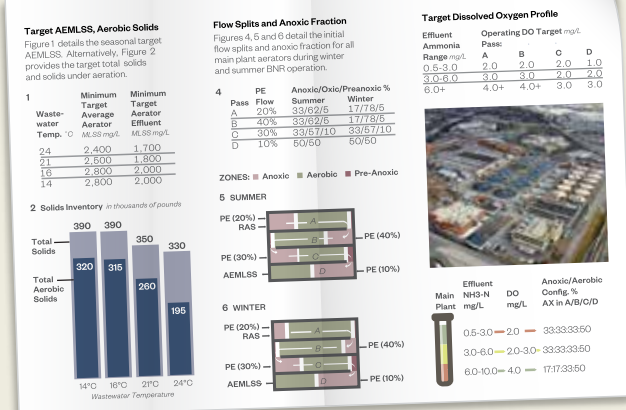 Target AEMLSS, Aerobic Solids
Figure 1 details the seasonal target
AEMLSS. Alternatively, Figure 2
provides the target total solids
and solids under aeration.
1
Waste-
water
Temp. °C
Minimum
Target
Average
Aerator
MLSS mg/L
Minimum
Target
Aerator
Effluent
MLSS mg/L
24 2,400 1,700
21 2,500 1,800
16 2,800 2,000
14 2,800 2,000
2 Solids Inventory in thousands of pounds
390 390 350 330
Total
Solids
Total
Aerobic
Solids
320 315 260 195
14°C 16°C 21°C 24°C
Wastewater Temperature
Flow Splits and Anoxic Fraction
Figures 4, 5 and 6 detail the initial
flow splits and anoxic fraction for all
main plant aerators during winter
and summer BNR operation.
4
PE Anoxic/Oxic/Preanoxic %
Pass Flow Summer Winter
A 20% 33/62/5 17/78/5
B 40% 33/62/5 17/78/5
C 30% 33/57/10 33/57/10
D 10% 50/50 50/50
ZONES: Anoxic Aerobic Pre-Anoxic
5 SUMMER
PE (20%)
RAS
A
B
PE (40%)
PE (30%)
C
AEMLSS
D
PE (10%)
6 WINTER
PE (20%)
RAS
A
B
PE (40%)
PE (30%)
C
AEMLSS
D
PE (10%)
Target Dissolved Oxygen Profile
Effluent
Ammonia
Range mg/L
Operating DO Target mg/L
Pass:
A B C D
0.5-3.0 2.0 2.0 2.0 1.0
3.0-6.0 3.0 3.0 2.0 2.0
6.0+ 4.0+ 4.0+ 3.0 3.0
Main
Plant
Effluent
NH3-N
mg/L
DO
mg/L
Anoxic/Aerobic
Config. %
AX in A/B/C/D
0.5-3.0 2.0 33:33:33:50
3.0-6.0 2.0-3.0 33:33:33:50
6.0-10.0 4.0 17:17:33:50